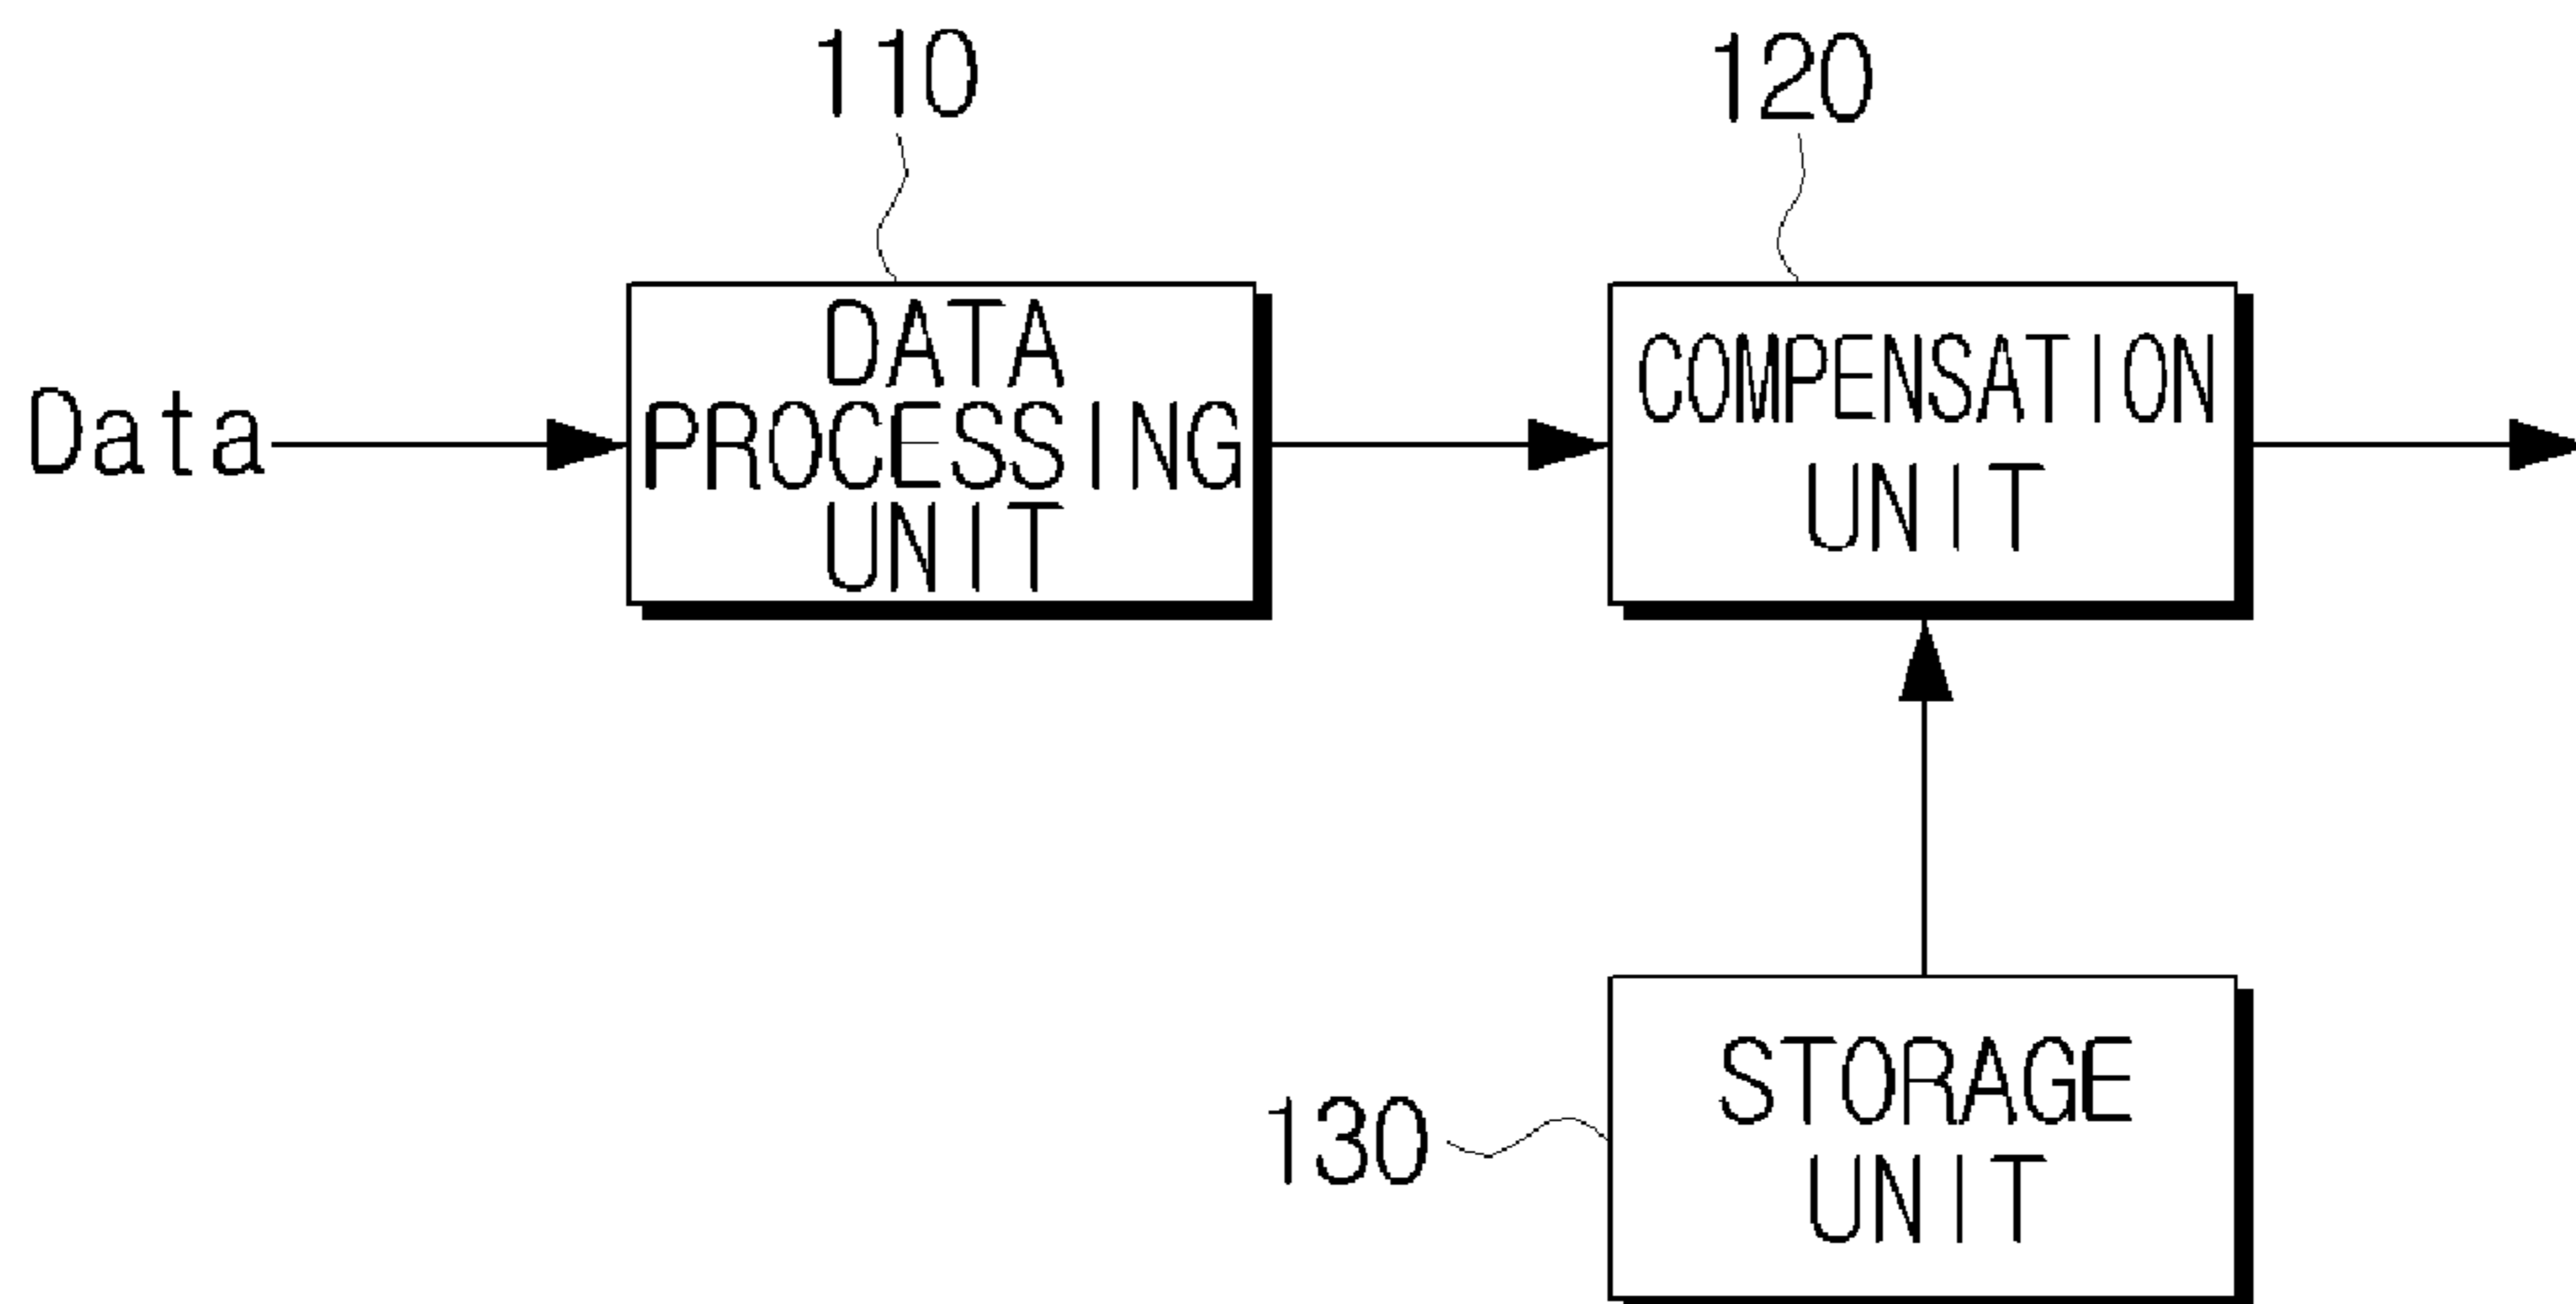 110
120
Data
DATA
PROCESSING
UNIT
COMPENSATION
UNIT
130
STORAGE
UNIT